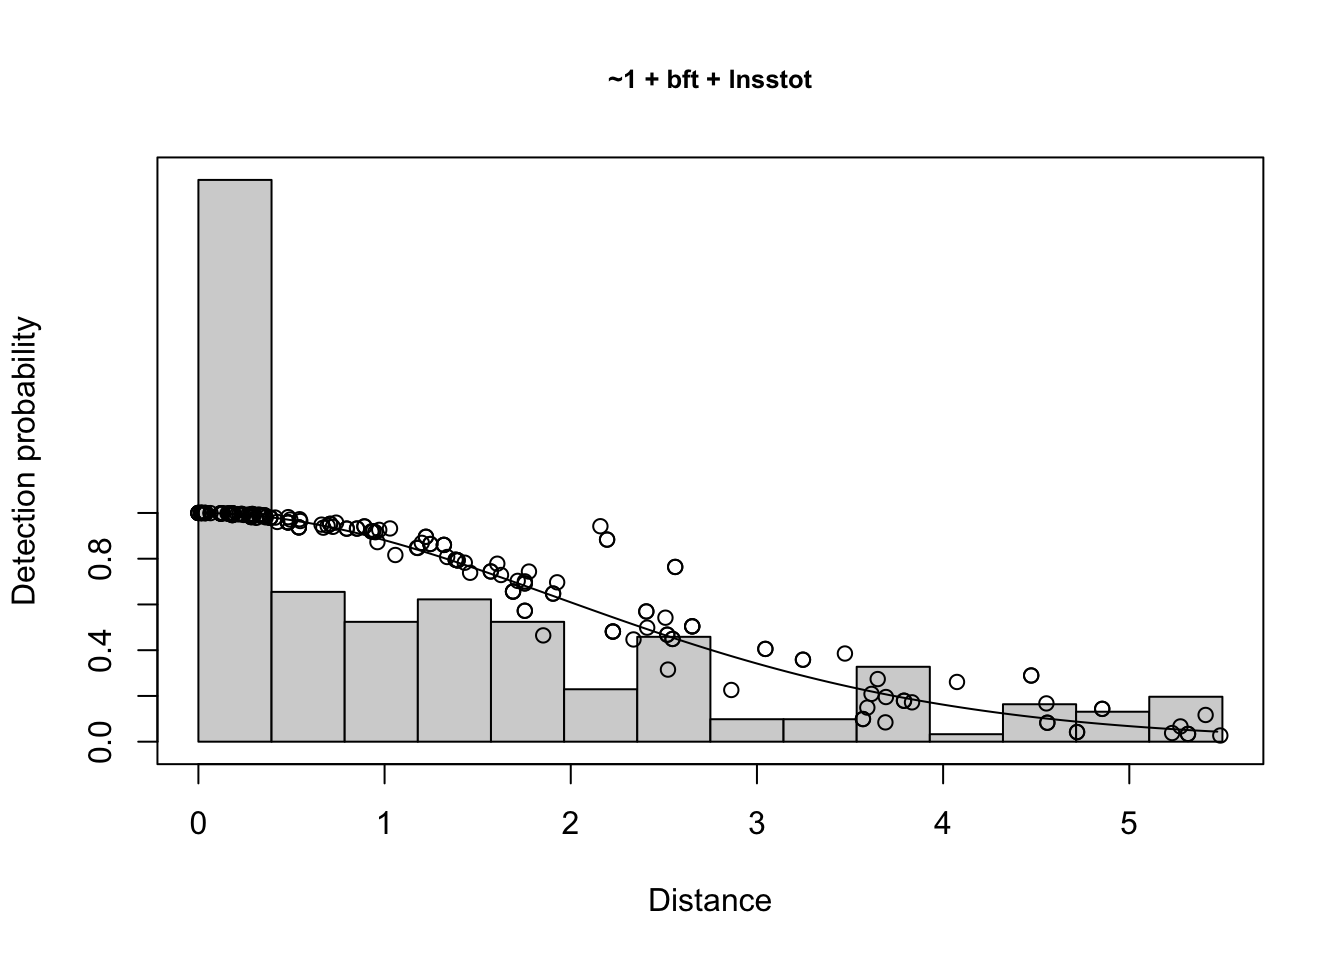 ~1 + bft + lnsstot
Detection probability
0.8
0.4
0.0
0 1 2 3 4 5
Distance